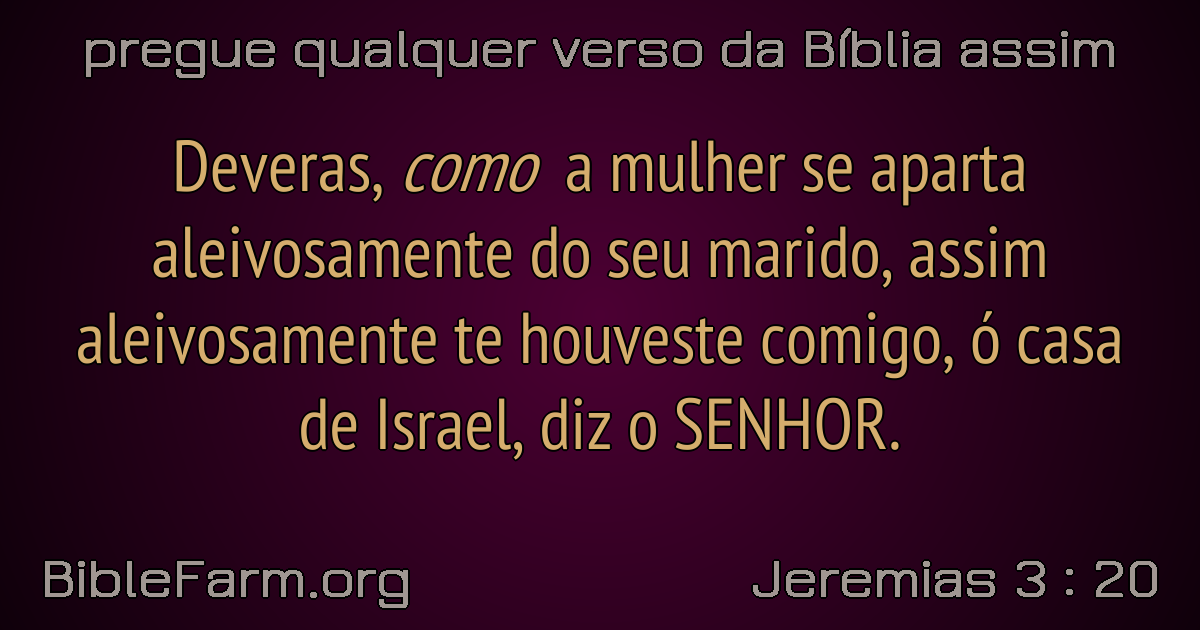 pregue qualquer verso da Bíblia assim
Deveras, como a mulher se aparta
aleivosamente do seu marido, assim
aleivosamente te houveste comigo, ó casa
de Israel, diz o SENHOR.
BibleFarm.org
Jeremias 3 : 20